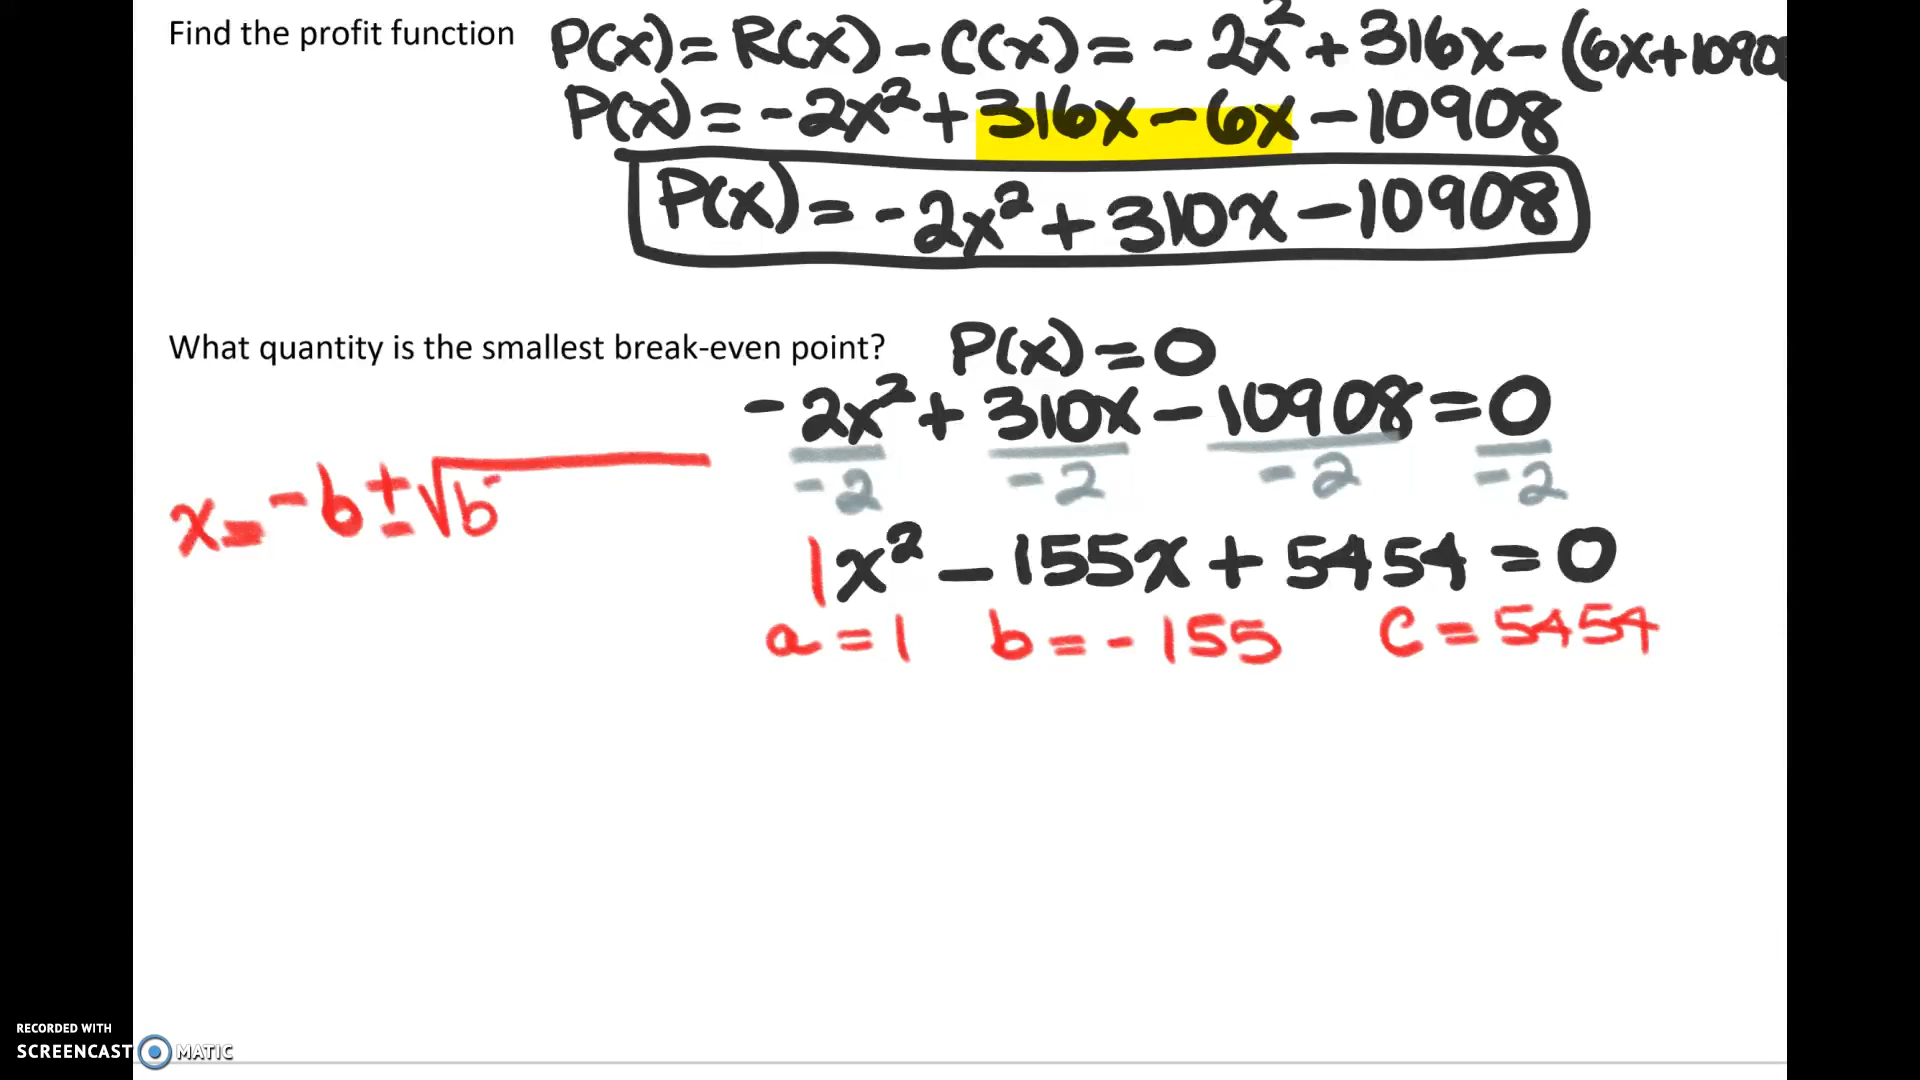 Find the profit function P(x) = R(x) - C(x) = -2x² + 316x - (6x+10908
P(x) = -2x² + 316x - 6x - 10908
P(x) = -2x² + 310x - 10908
What quantity is the smallest break-even point? P(x) = 0
-2x² + 310x - 10908 = 0
-2 -2 -2 -2
x = -b ± √b
1x² - 155x + 5454 = 0
a = 1 b = -155 c = 5454
RECORDED WITH
SCREENCAST MATIC